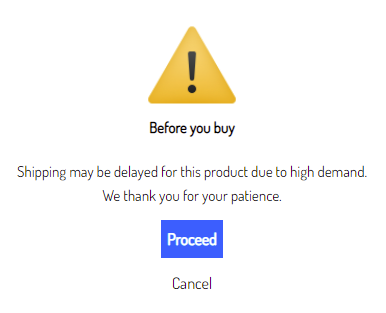 Before you buy
Shipping may be delayed for this product due to high demand.
We thank you for your patience.
Proceed
Cancel